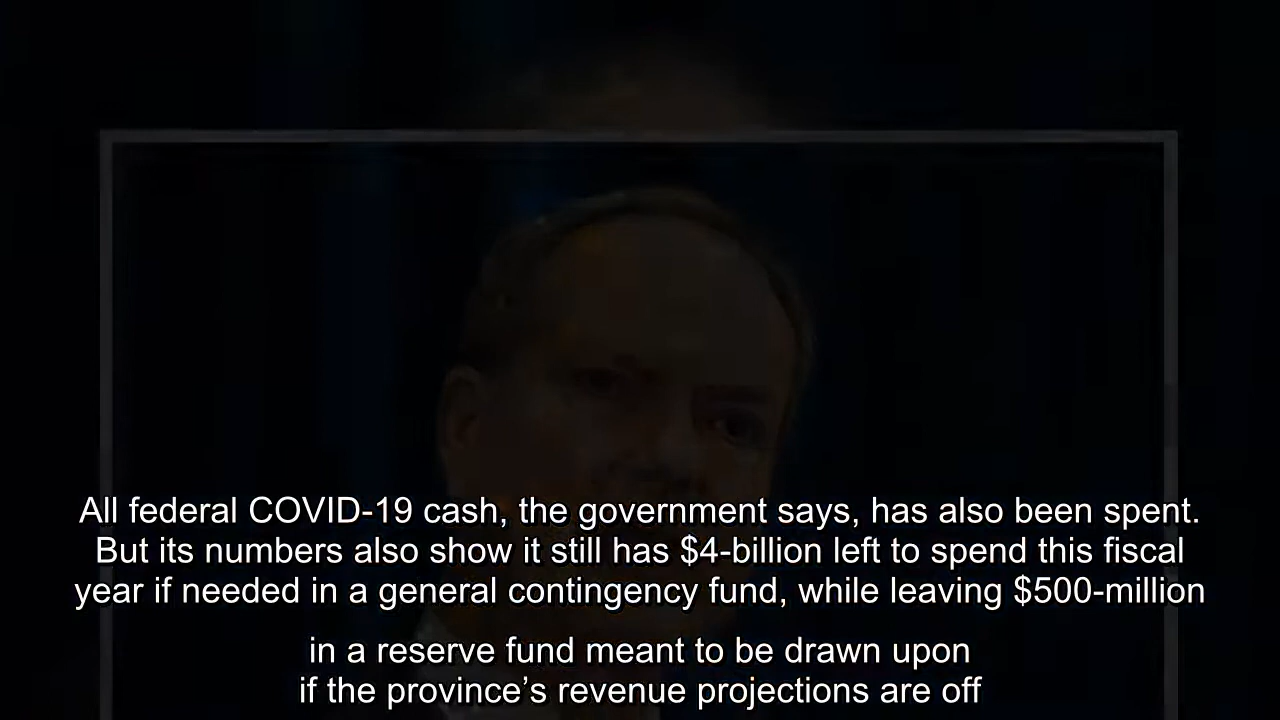 All federal COVID-19 cash, the government says, has also been spent.
But its numbers also show it still has $4-billion left to spend this fiscal
year if needed in a general contingency fund, while leaving $500-million
in a reserve fund meant to be drawn upon
if the province’s revenue projections are off